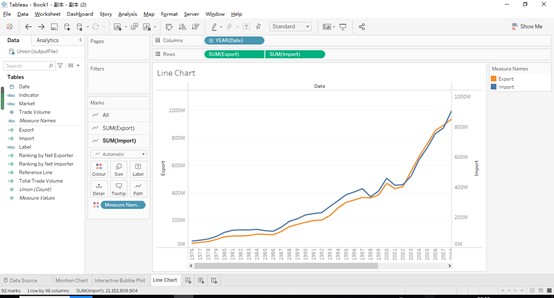 Tableau - Book1 - 副本 - 副本 (2)
File Data Worksheet Dashboard Story Analysis Map Format Server Window Help
Standard
Show Me
Data Analytics
Union (outputFile)
Search
Tables
Date
Indicator
Market
Trade Volume
Measure Names
Export
Import
Label
Ranking by Net Exporter
Ranking by Net Importer
Reference Line
Total Trade Volume
Union (Count)
Measure Values
Pages
Filters
Marks
All
SUM(Export)
SUM(Import)
Automatic
Colour Size Label
Detail Tooltip Path
Measure Nam..
Columns YEAR(Date)
Rows SUM(Export) SUM(Import)
Line Chart
Date
Export
1000M
800M
600M
400M
200M
0M
Import
1000M
800M
600M
400M
200M
0M
Measure Names
Export
Import
Data Source Montion Chart Interactive Bubble Plot Line Chart
92 marks 1 row by 46 columns SUM(Import): 21,152,809,904